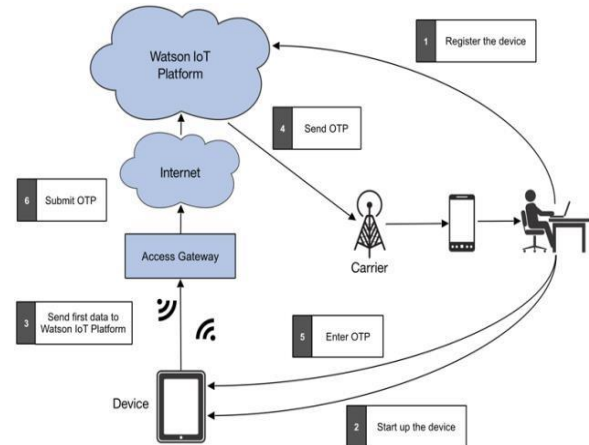 1 Register the device
Watson IoT
Platform
4 Send OTP
Internet
6 Submit OTP
Access Gateway
Carrier
3 Send first data to
Watson IoT Platform
5 Enter OTP
Device
2 Start up the device